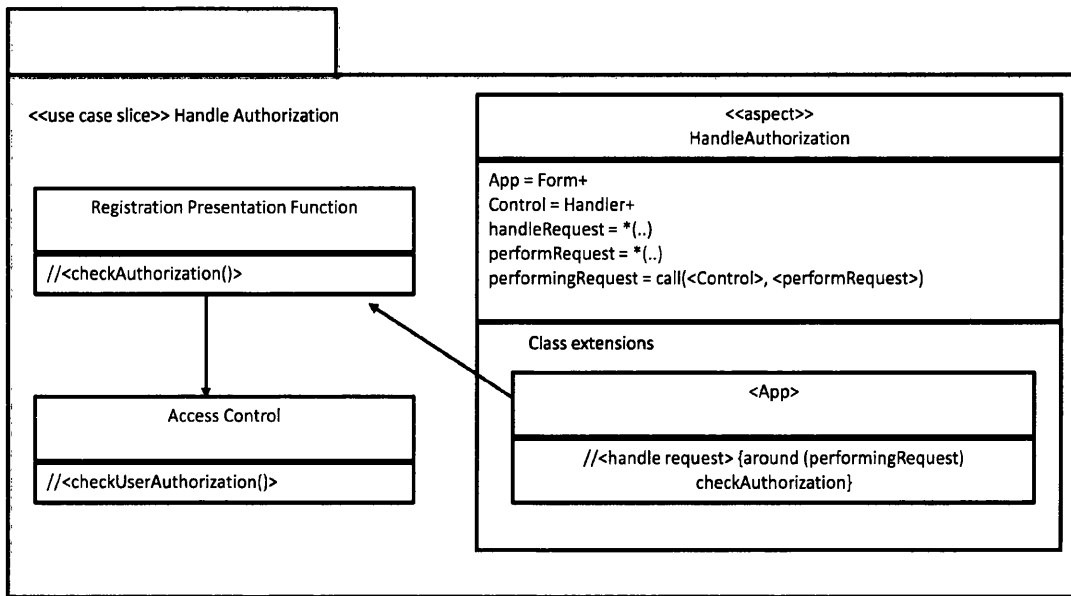 <<use case slice>> Handle Authorization
Registration Presentation Function
//<checkAuthorization()>
Access Control
//<checkUserAuthorization()>
<<aspect>>
HandleAuthorization
App = Form+
Control = Handler+
handleRequest = *(..)
performRequest = *(..)
performingRequest = call(<Control>, <performRequest>)
Class extensions
<App>
//<handle request> {around (performingRequest)
checkAuthorization}